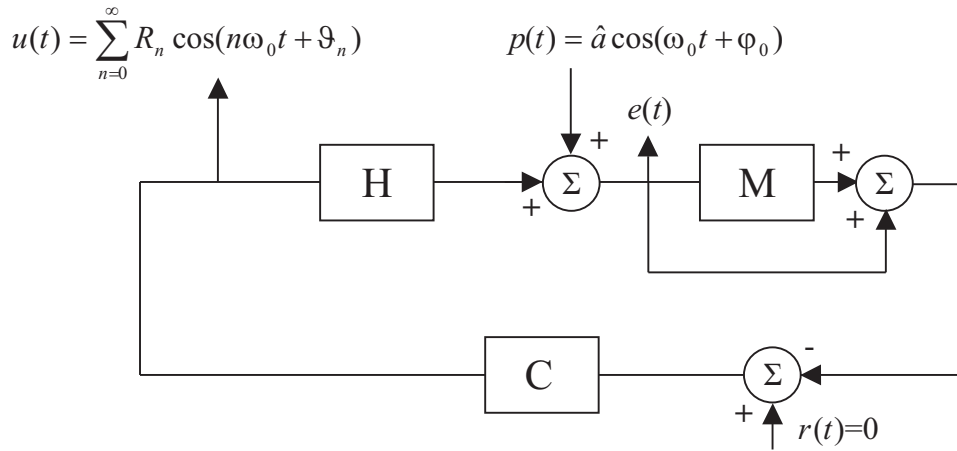 u(t) = ∑_{n=0}^{∞} R_n cos(nω_0 t + ϑ_n)
p(t) = â cos(ω_0 t + φ_0)
e(t)
+
H
Σ
+
M
+
Σ
+
-
C
Σ
+
r(t)=0